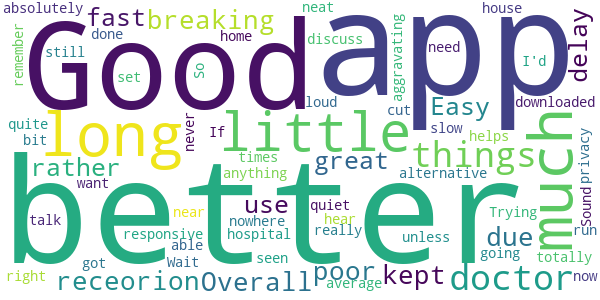 absolutely
fast
breaking
neat
house
delay
remember
done
home
discuss
aggravating
need
I'd
still
set
So
Good
app
loud
cut
Easy
downloaded
quite
bit
long
never
If
little
slow
helps
things
much
privacy
rather
times
anything
great
alternative
want
near
use
quiet
hear
kept
unless
Trying
Sound
run
talk
better
responsive
able
nowhere
hospital
really
due
going
totally
right
got
Wait
seen
receorion
Overall
poor
average
doctor
now